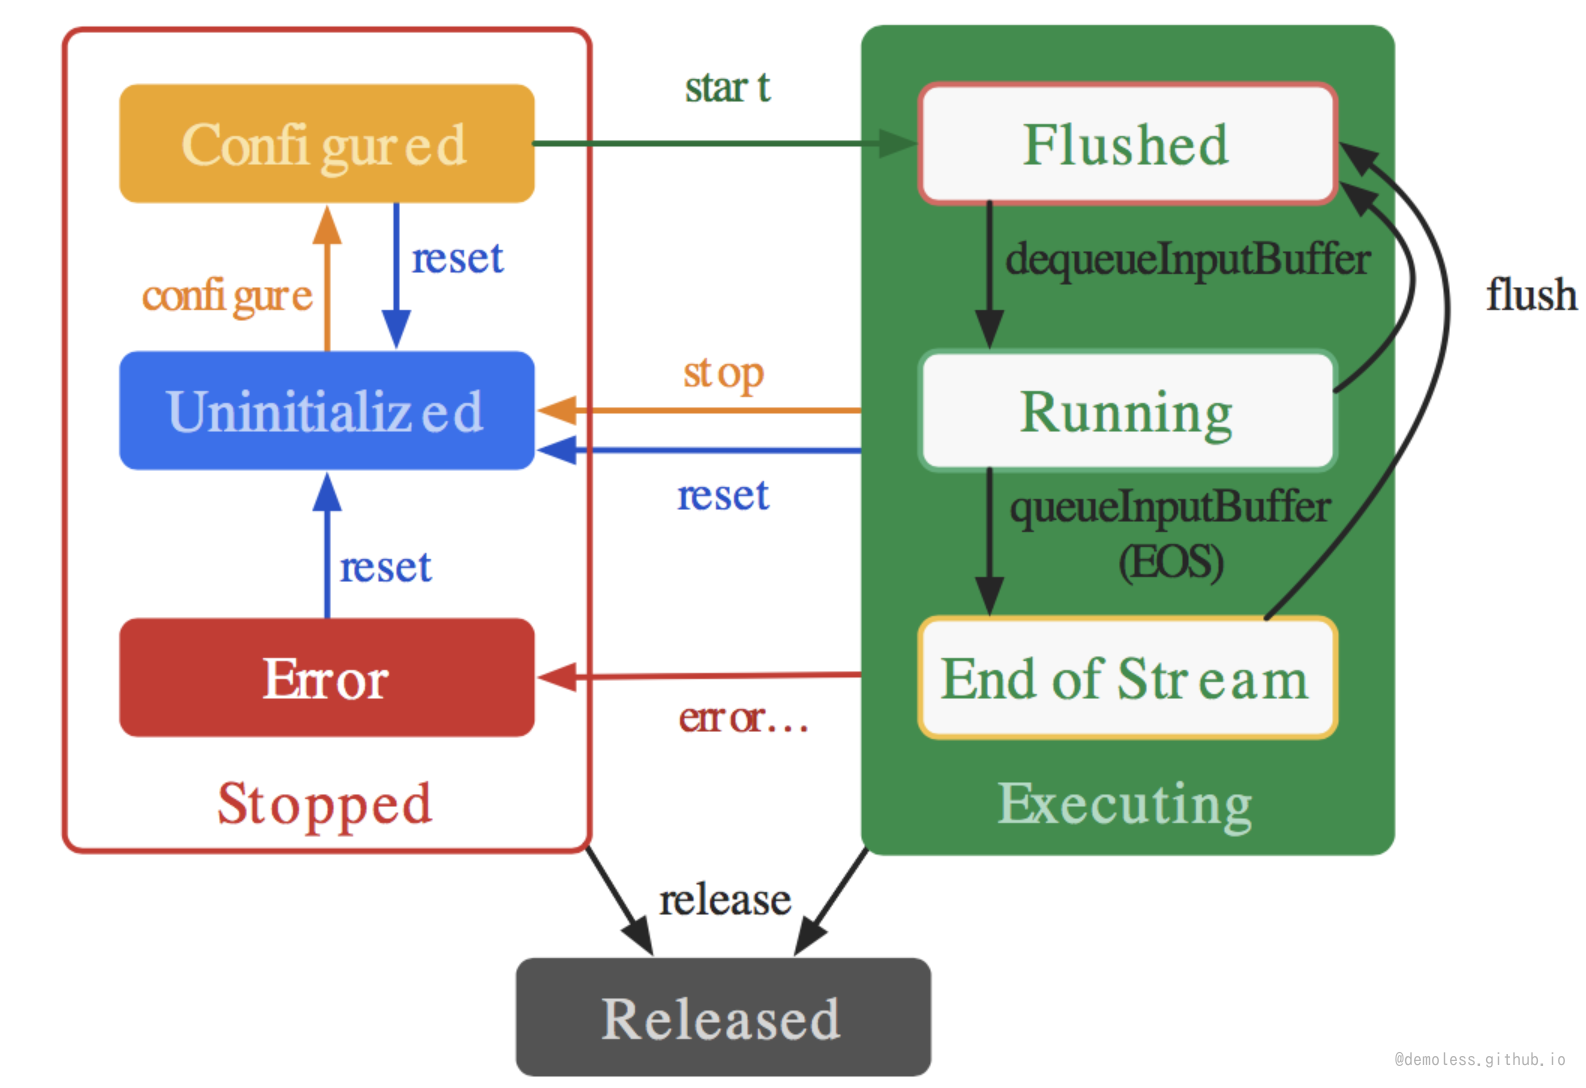 start
Configured
Flushed
reset
dequeueInputBuffer
configure
flush
stop
Uninitialized
Running
reset
queueInputBuffer
(EOS)
reset
Error
End of Stream
error...
Stopped
Executing
release
Released
@demoless.github.io